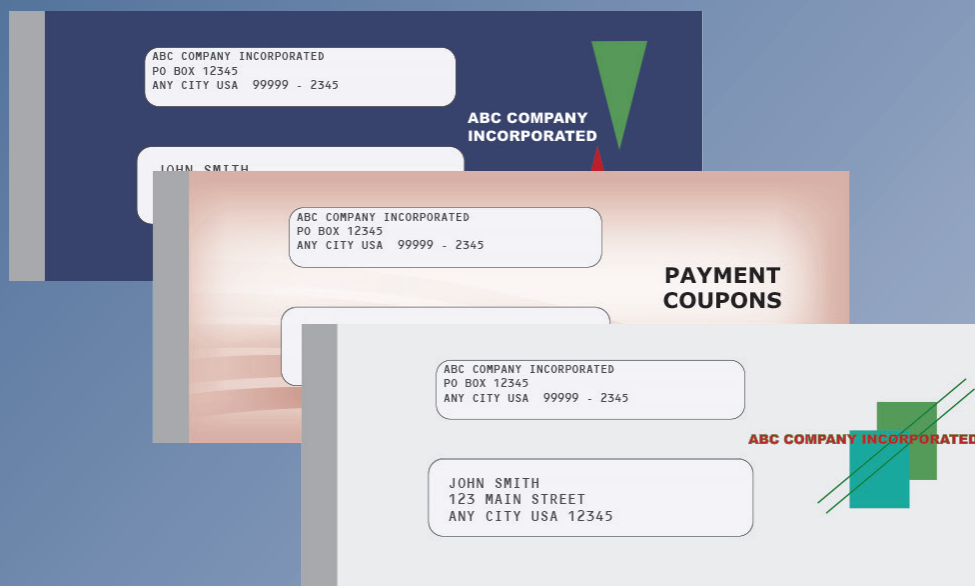 ABC COMPANY INCORPORATED
PO BOX 12345
ANY CITY USA  99999 - 2345
ABC COMPANY
INCORPORATED
JOHN SMITH
ABC COMPANY INCORPORATED
PO BOX 12345
ANY CITY USA  99999 - 2345
PAYMENT
COUPONS
ABC COMPANY INCORPORATED
PO BOX 12345
ANY CITY USA  99999 - 2345
ABC COMPANY INCORPORATED
JOHN SMITH
123 MAIN STREET
ANY CITY USA 12345